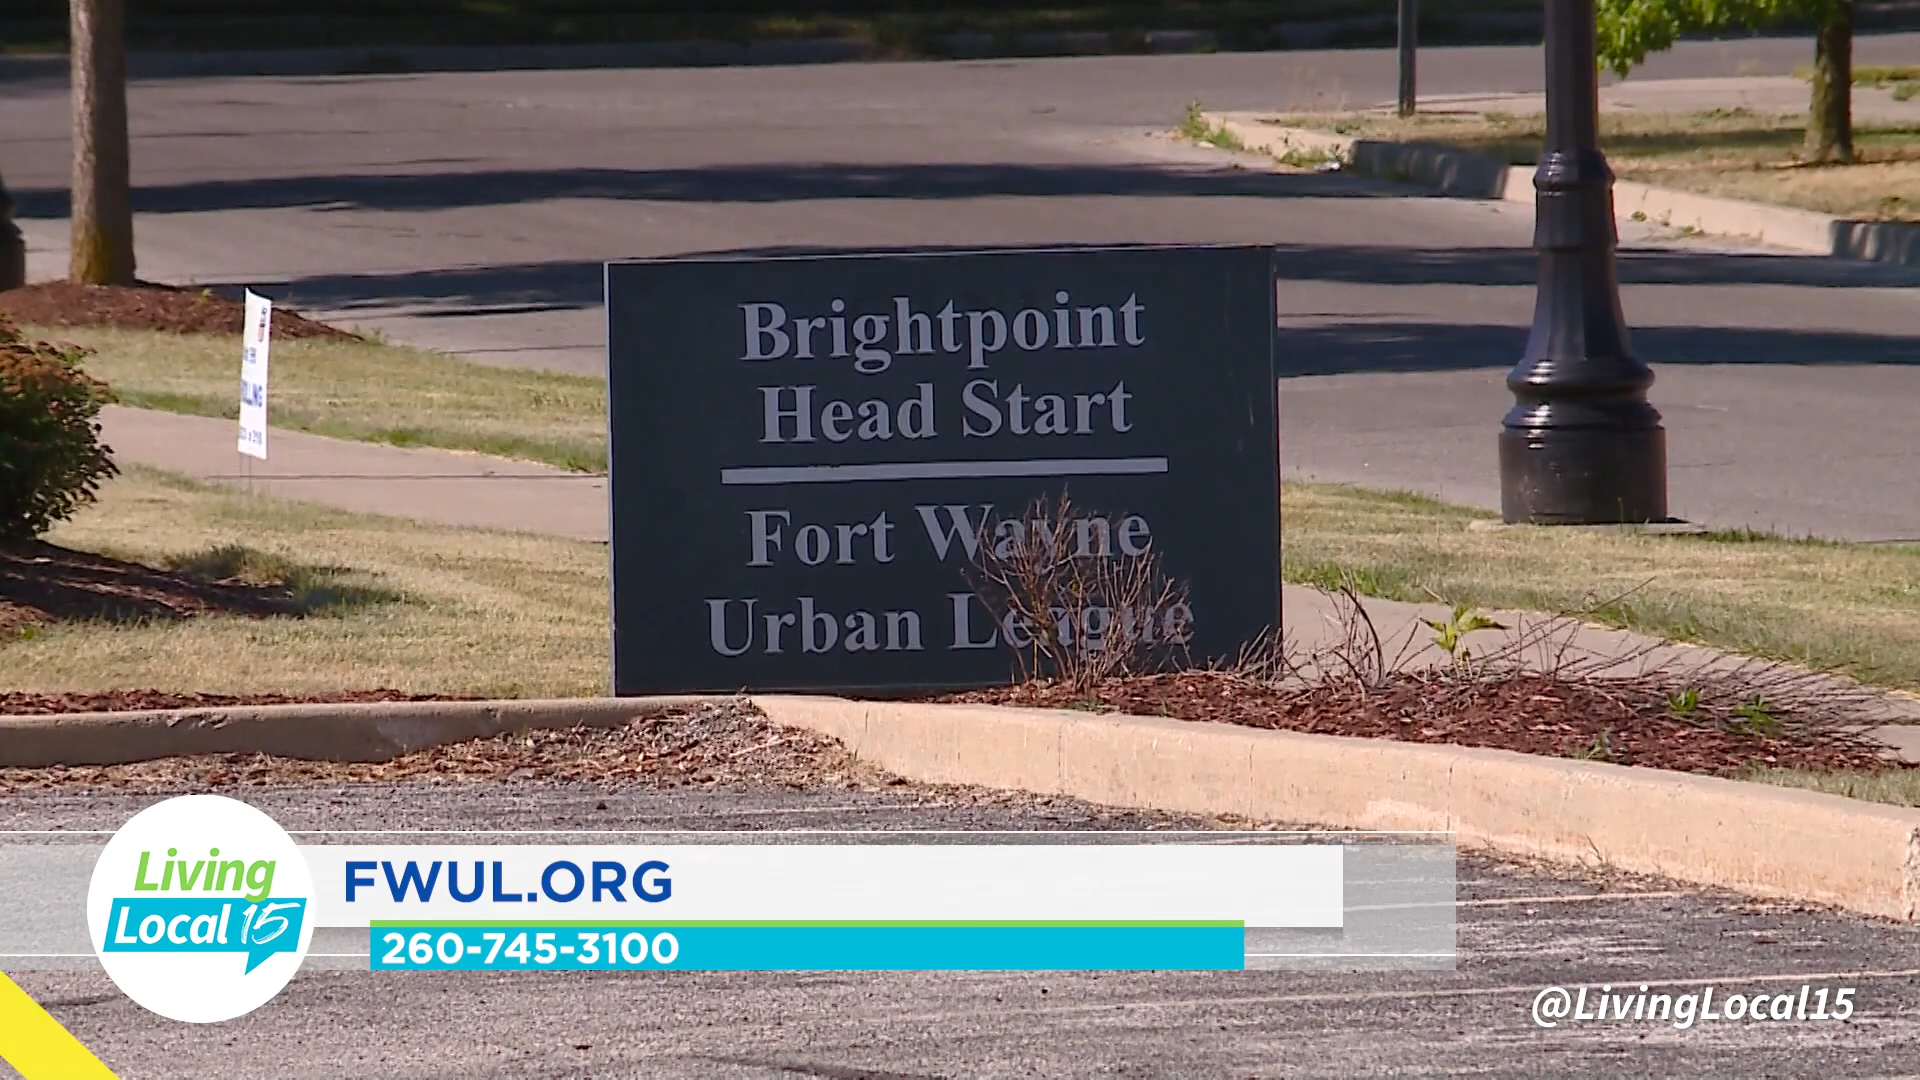 Brightpoint
Head Start
Fort Wayne
Urban League
Living
Local 15
FWUL.ORG
260-745-3100
@LivingLocal15